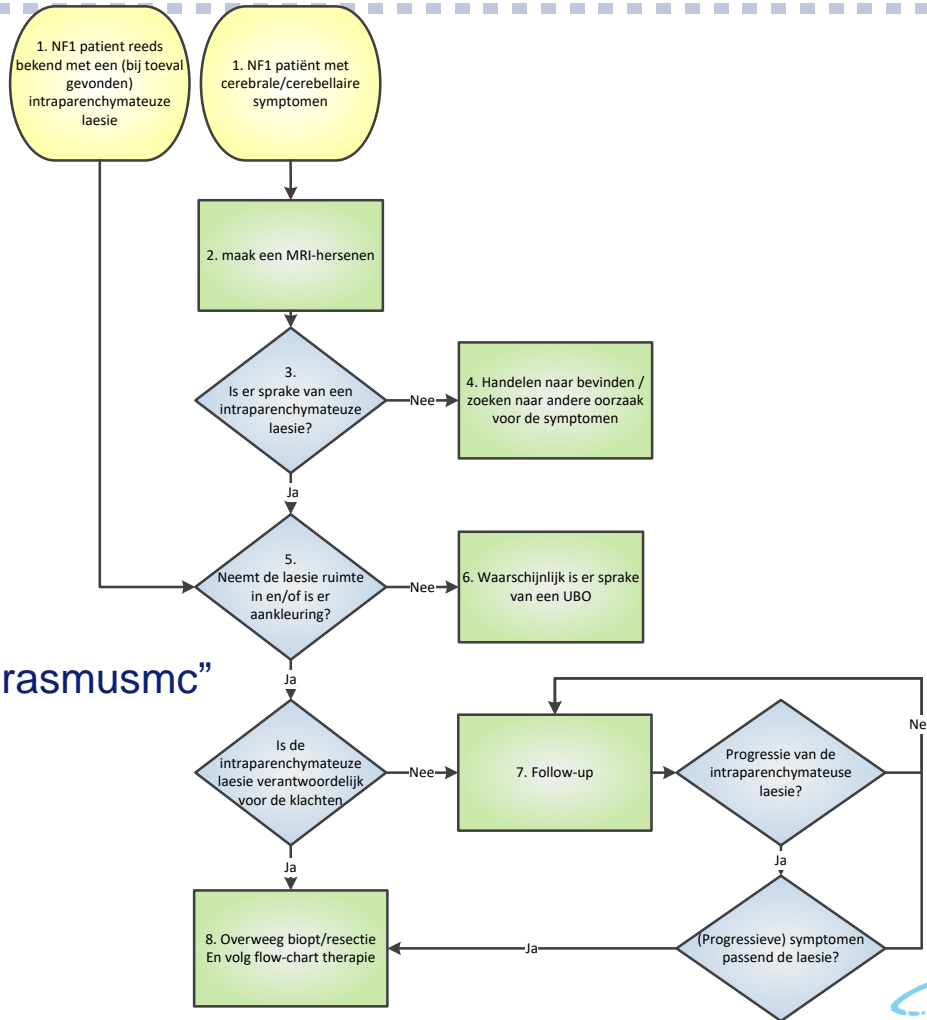 1. NF1 patient reeds
bekend met een (bij toeval
gevonden)
intraparenchymateuze
laesie
1. NF1 patiënt met
cerebrale/cerebellaire
symptomen
2. maak een MRI-hersenen
3.
Is er sprake van een
intraparenchymateuze
laesie?
Nee
4. Handelen naar bevinden /
zoeken naar andere oorzaak
voor de symptomen
Ja
5.
Neemt de laesie ruimte
in en/of is er
aankleuring?
Nee
6. Waarschijnlijk is er sprake
van een UBO
rasmusmc”
Ja
Is de
intraparenchymateuze
laesie verantwoordelijk
voor de klachten
Nee
7. Follow-up
Progressie van de
intraparenchymateuse
laesie?
Ne
Ja
Ja
8. Overweeg biopt/resectie
En volg flow-chart therapie
Ja
(Progressieve) symptomen
passend de laesie?